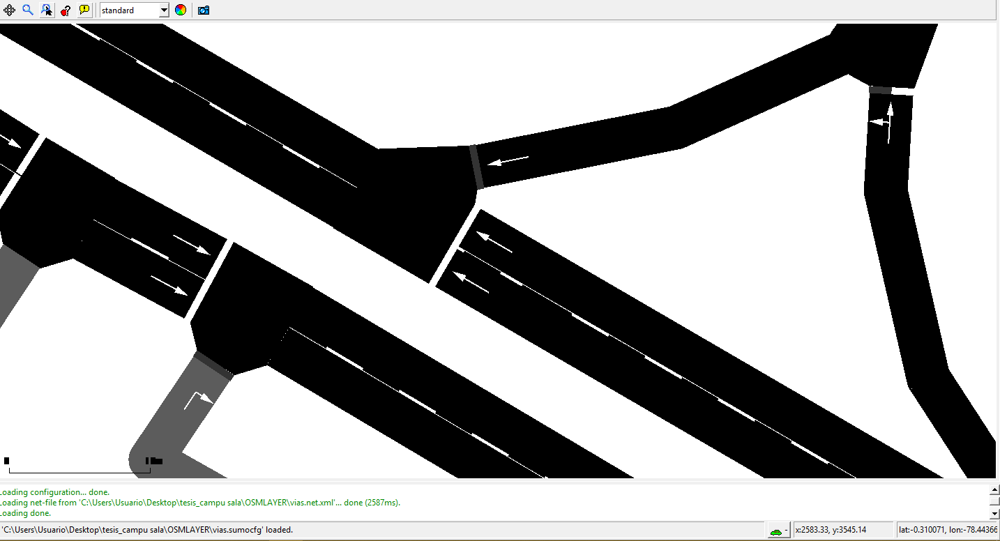 standard
Loading configuration... done.
Loading net-file from 'C:\Users\Usuario\Desktop\tesis_campu sala\OSMLAYER\vias.net.xml'... done (2587ms).
Loading done.
'C:\Users\Usuario\Desktop\tesis_campu sala\OSMLAYER\vias.sumocfg' loaded.
x:2583.33, y:3545.14
lat:-0.310071, lon:-78.44366